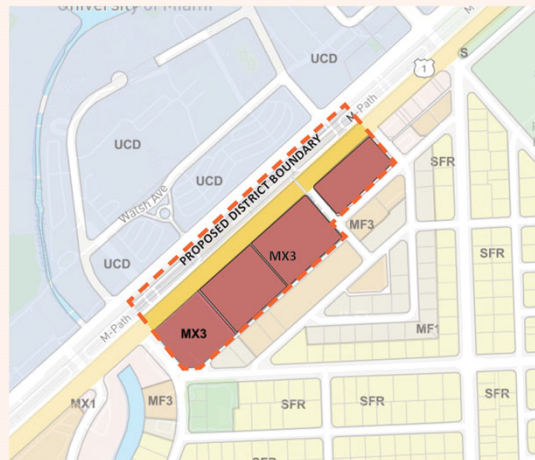 University of Miami
M
UCD
S
1
M-Path
UCD
PROPOSED DISTRICT BOUNDARY
SFR
UCD
Walsh Ave
MF3
SFR
UCD
MX3
M-Path
MX3
MF1
MX1
MF3
SFR
SFR
SFR
SFR